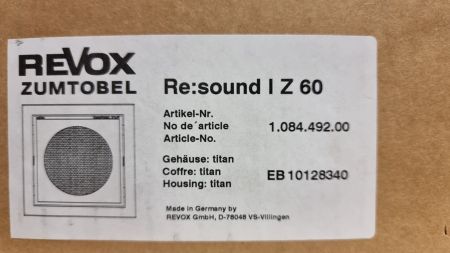 REVOX
ZUMTOBEL
Re:sound I Z 60
Artikel-Nr.
No de´article 1.084.492.00
Article-No.
Gehäuse: titan
Coffre: titan EB 10128340
Housing: titan
Made in Germany by
REVOX GmbH, D-78048 VS-Villingen